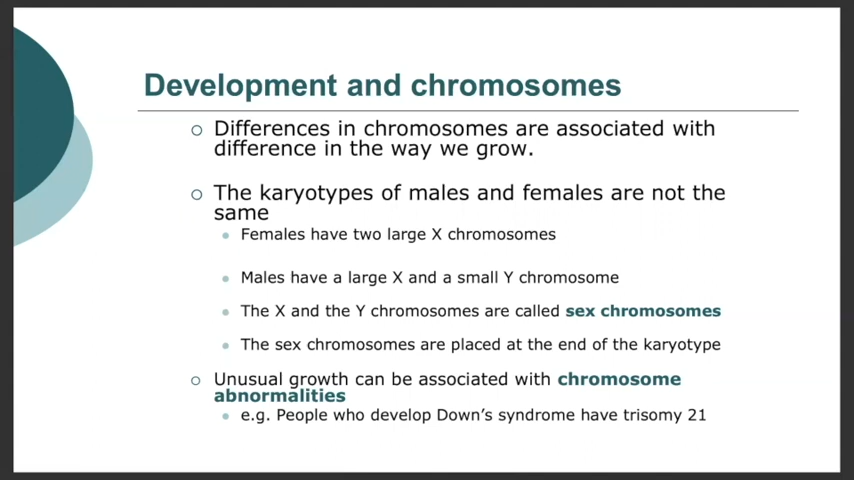 Development and chromosomes
Differences in chromosomes are associated with
difference in the way we grow.
The karyotypes of males and females are not the
same
Females have two large X chromosomes
Males have a large X and a small Y chromosome
The X and the Y chromosomes are called sex chromosomes
The sex chromosomes are placed at the end of the karyotype
Unusual growth can be associated with chromosome
abnormalities
e.g. People who develop Down's syndrome have trisomy 21